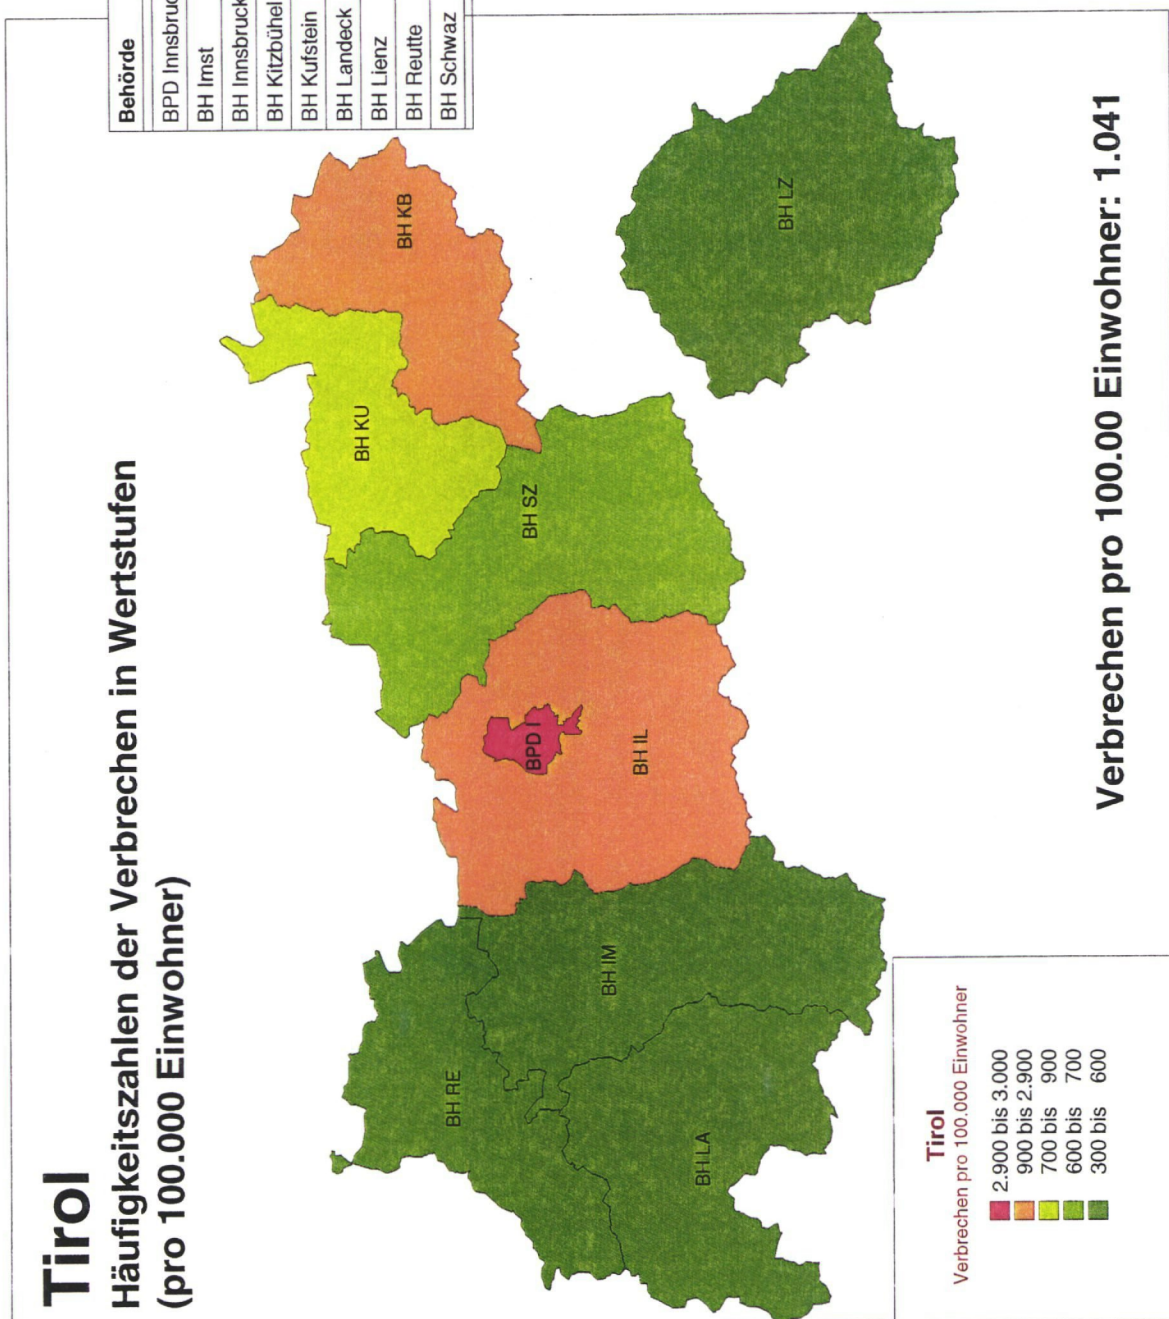 Tirol
Häufigkeitszahlen der Verbrechen in Wertstufen
(pro 100.000 Einwohner)
Behörde
BPD Innsbruc
BH Imst
BH Innsbruck
BH Kitzbühel
BH Kufstein
BH Landeck
BH Lienz
BH Reutte
BH Schwaz
BH RE
BH LA
BH IM
BPD I
BH IL
BH SZ
BH KU
BH KB
BH LZ
Tirol
Verbrechen pro 100.000 Einwohner
2.900 bis 3.000
900 bis 2.900
700 bis 900
600 bis 700
300 bis 600
Verbrechen pro 100.00 Einwohner: 1.041